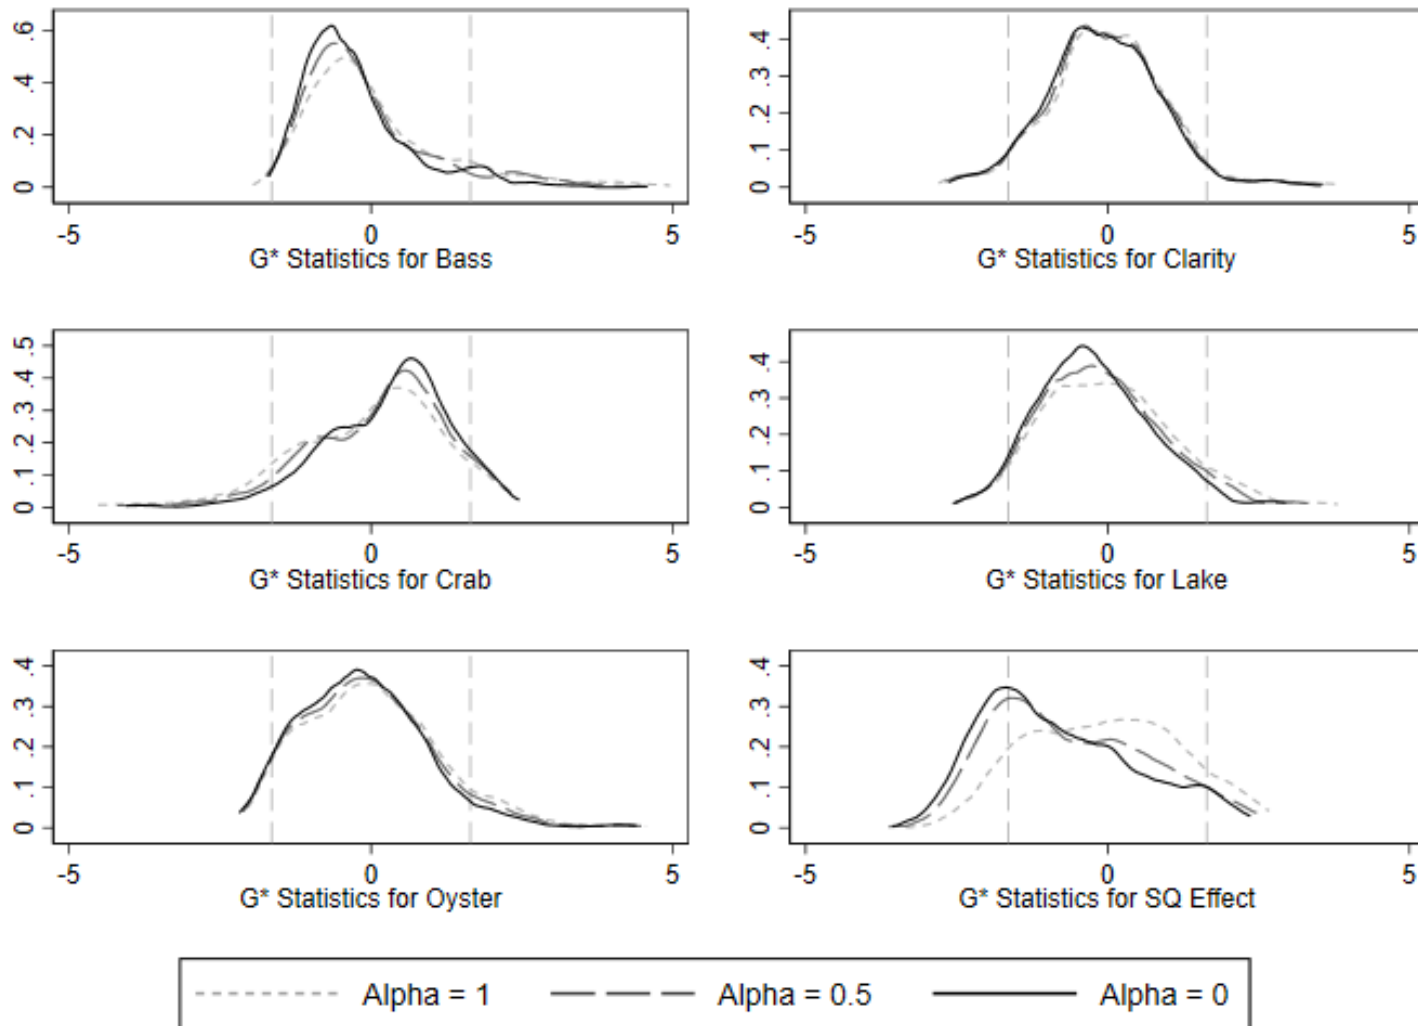 .6
.4
.2
0
-5 0 5
G* Statistics for Bass
.4
.3
.2
.1
0
-5 0 5
G* Statistics for Clarity
.5
.4
.3
.2
.1
0
-5 0 5
G* Statistics for Crab
.4
.3
.2
.1
0
-5 0 5
G* Statistics for Lake
.4
.3
.2
.1
0
-5 0 5
G* Statistics for Oyster
.4
.3
.2
.1
0
-5 0 5
G* Statistics for SQ Effect
Alpha = 1 Alpha = 0.5 Alpha = 0